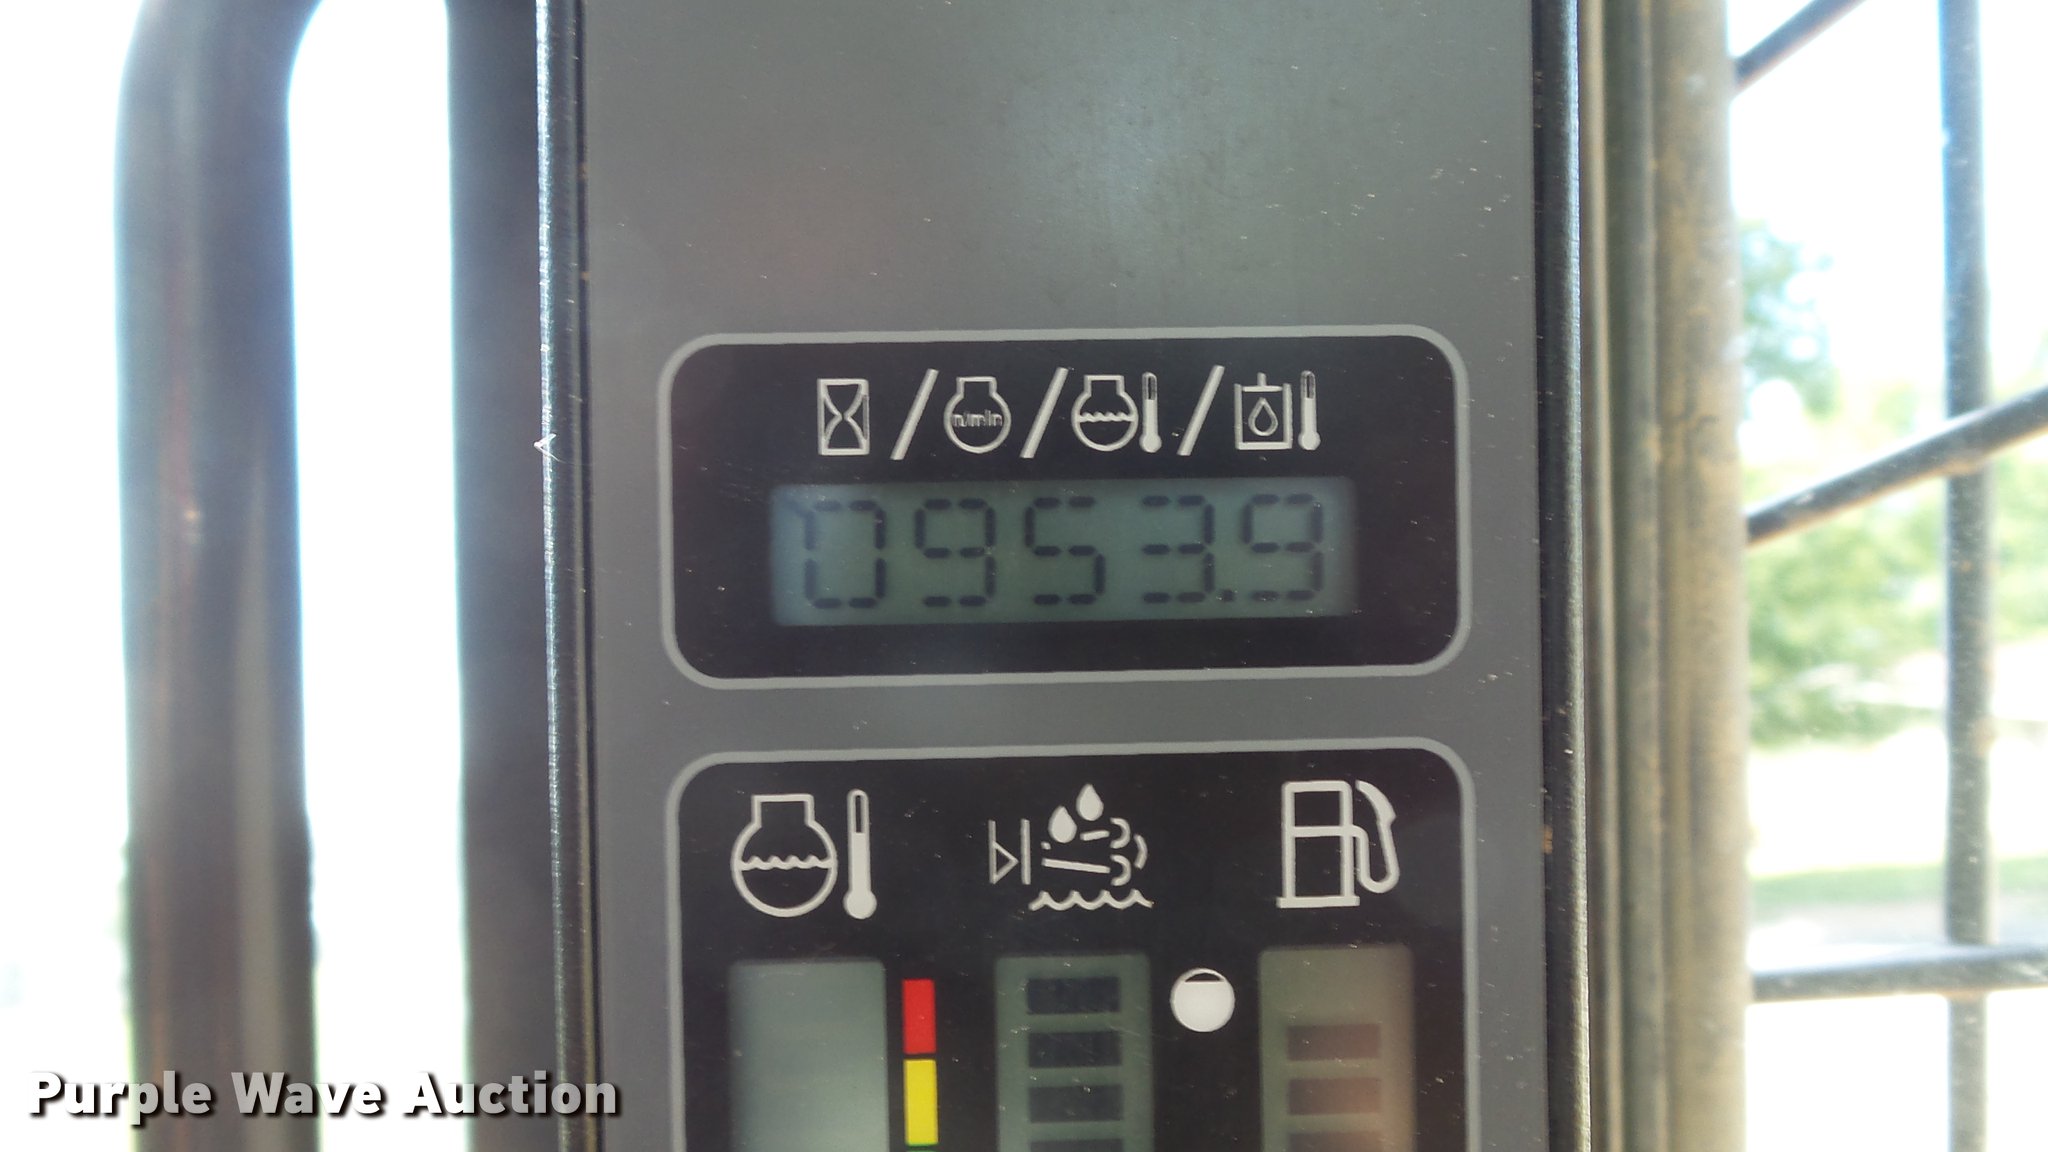 n/min
0953.9
Purple Wave Auction